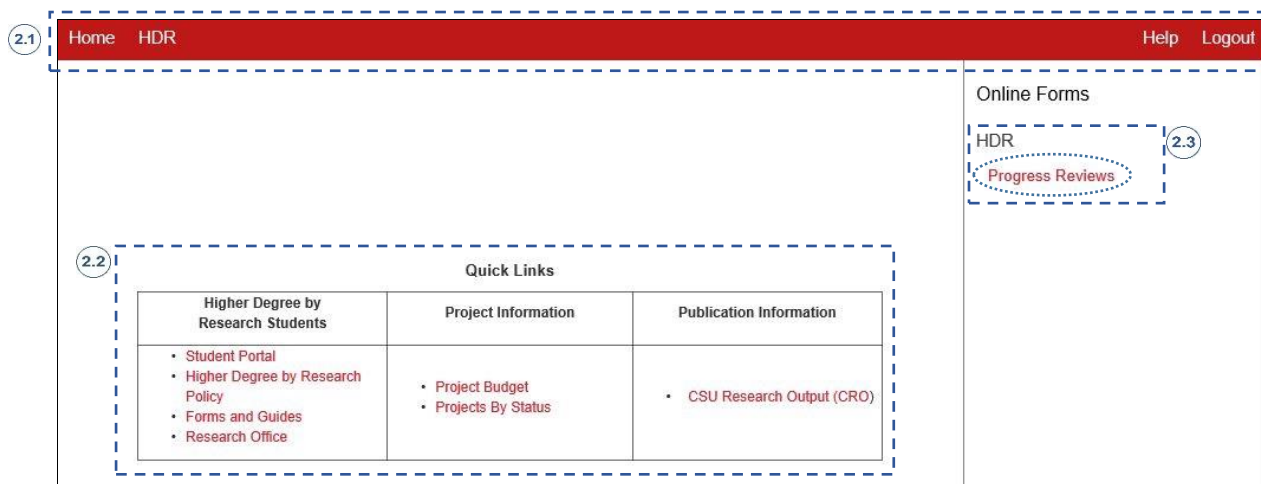 2.1 Home HDR Help Logout
Online Forms
HDR 2.3
Progress Reviews
2.2
Quick Links
Higher Degree by
Research Students
Project Information
Publication Information
• Student Portal
• Higher Degree by Research
Policy
• Forms and Guides
• Research Office
• Project Budget
• Projects By Status
• CSU Research Output (CRO)